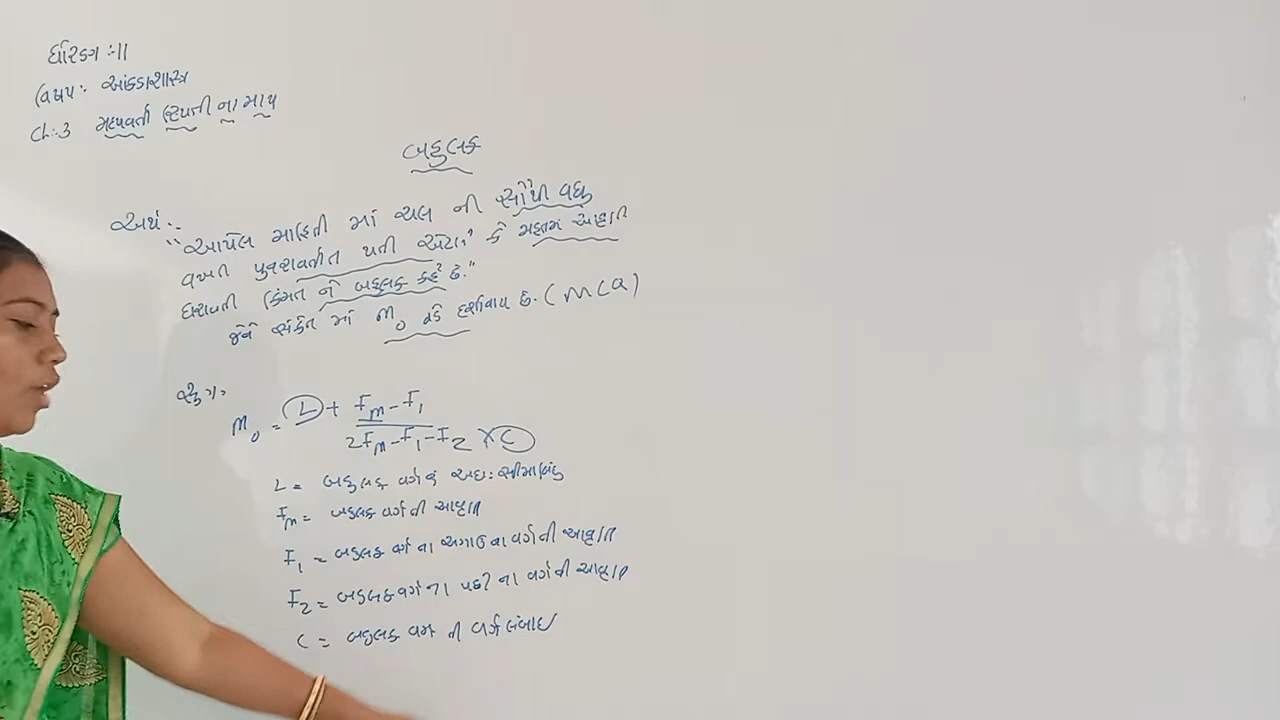 ધોરણ :-11
વિષય :- આંકડાશાસ્ત્ર
Ch:-3 મધ્યવર્તી સ્થિતી ના માપ
બહુલક
અર્થ :-
"આપેલ માહિતી માં ચલ ની સૌથી વધુ
વખત પુનરાવર્તીત થતી અથવા કે મહત્તમ આવૃત્તિ
ધરાવતી કિંમત ને બહુલક કહે છે."
જેને સંકેત માં M₀ વડે દર્શાવાય છે. (MCQ)
સુત્ર:
M₀ = L + (Fm - F₁) / (2Fm - F₁ - F₂) × C
L = બહુલક વર્ગનું અધ: સીમાબિંદુ
Fm = બહુલક વર્ગની આવૃત્તિ
F₁ = બહુલક વર્ગ ના અગાઉના વર્ગની આવૃત્તિ
F₂ = બહુલક વર્ગના પછી ના વર્ગની આવૃત્તિ
C = બહુલક વર્ગ ની વર્ગલંબાઈ